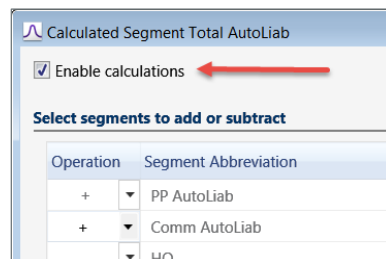 Calculated Segment Total AutoLiab
Enable calculations
Select segments to add or subtract
Operation Segment Abbreviation
+ PP AutoLiab
+ Comm AutoLiab
HO